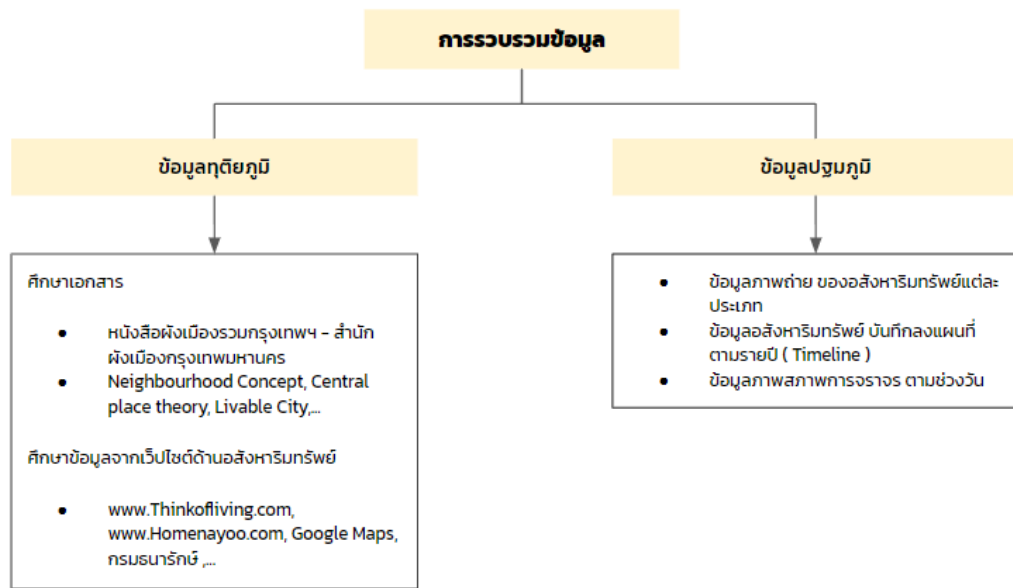 การรวบรวมข้อมูล
ข้อมูลทุติยภูมิ
ศึกษาเอกสาร
● หนังสือผังเมืองรวมกรุงเทพฯ - สำนัก
ผังเมืองกรุงเทพมหานคร
● Neighbourhood Concept, Central
place theory, Livable City,...
ศึกษาข้อมูลจากเว็ปไซต์ด้านอสังหาริมทรัพย์
● www.Thinkofliving.com,
www.Homenayoo.com, Google Maps,
กรมธนารักษ์ ,...
ข้อมูลปฐมภูมิ
● ข้อมูลภาพถ่าย ของอสังหาริมทรัพย์แต่ละ
ประเภท
● ข้อมูลอสังหาริมทรัพย์ บันทึกลงแผนที่
ตามรายปี ( Timeline )
● ข้อมูลภาพสภาพการจราจร ตามช่วงวัน